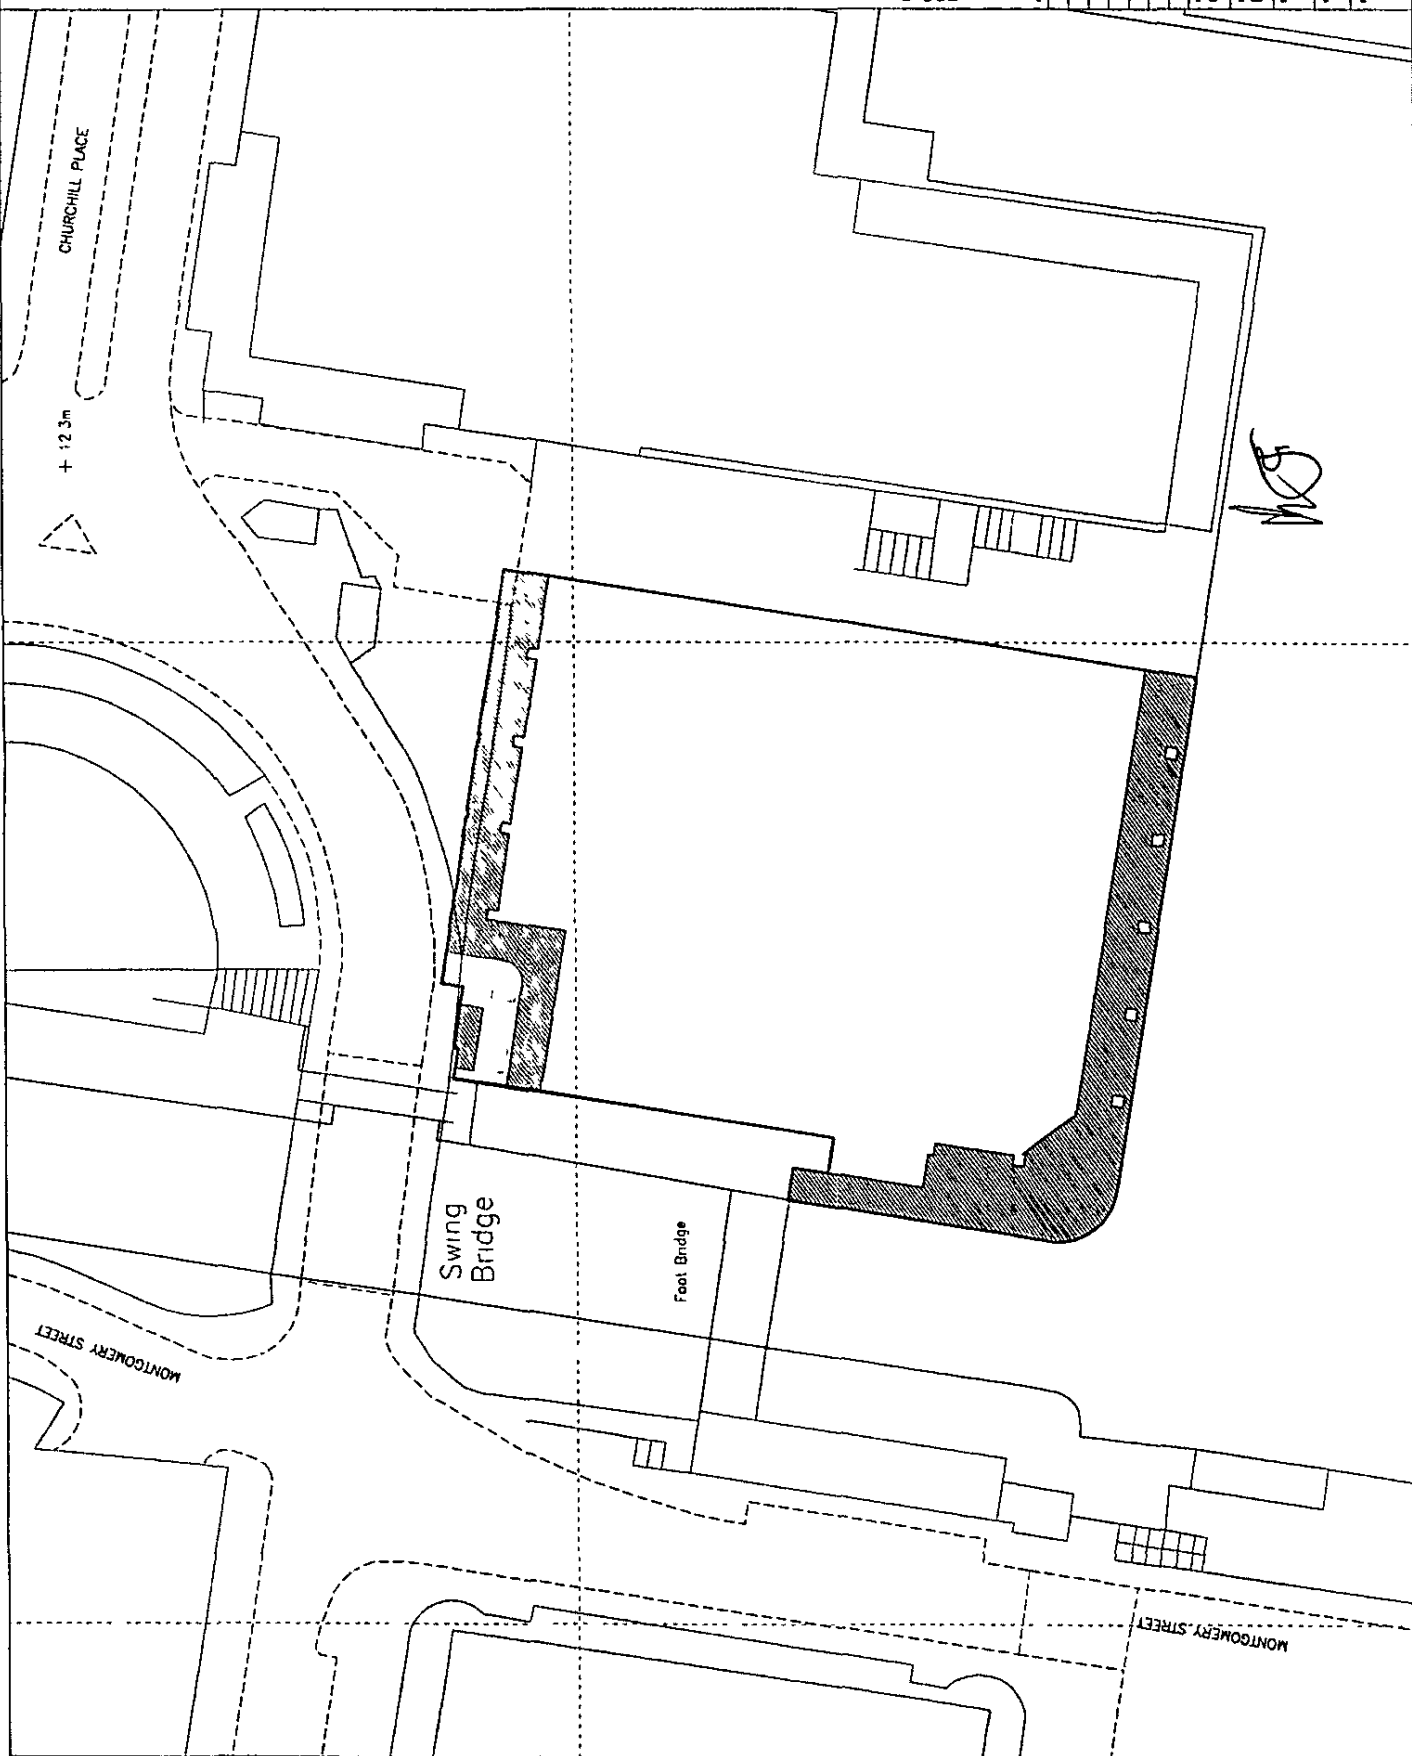 CHURCHILL PLACE
+ 12 3m
Swing
Bridge
Foot Bridge
MONTGOMERY STREET
MONTGOMERY STREET